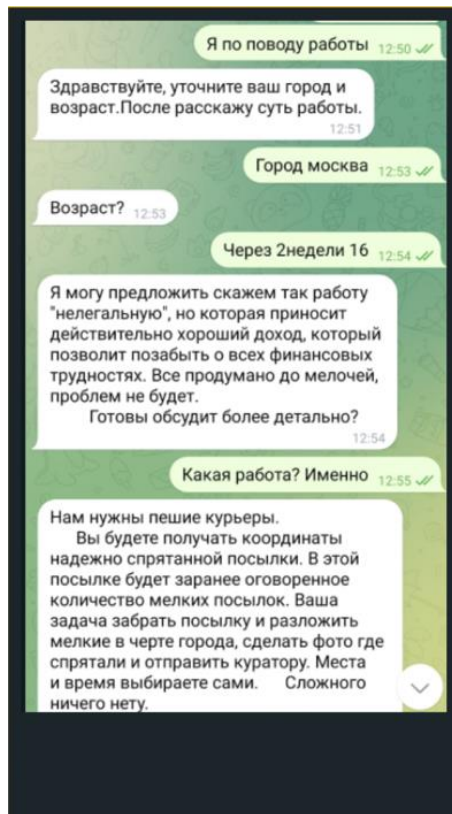 Я по поводу работы 12:50
Здравствуйте, уточните ваш город и
возраст.После расскажу суть работы.
12:51
Город москва 12:53
Возраст? 12:53
Через 2недели 16 12:54
Я могу предложить скажем так работу
"нелегальную", но которая приносит
действительно хороший доход, который
позволит позабыть о всех финансовых
трудностях. Все продумано до мелочей,
проблем не будет.
Готовы обсудит более детально?
12:54
Какая работа? Именно 12:55
Нам нужны пешие курьеры.
Вы будете получать координаты
надежно спрятанной посылки. В этой
посылке будет заранее оговоренное
количество мелких посылок. Ваша
задача забрать посылку и разложить
мелкие в черте города, сделать фото где
спрятали и отправить куратору. Места
и время выбираете сами. Сложного
ничего нету.